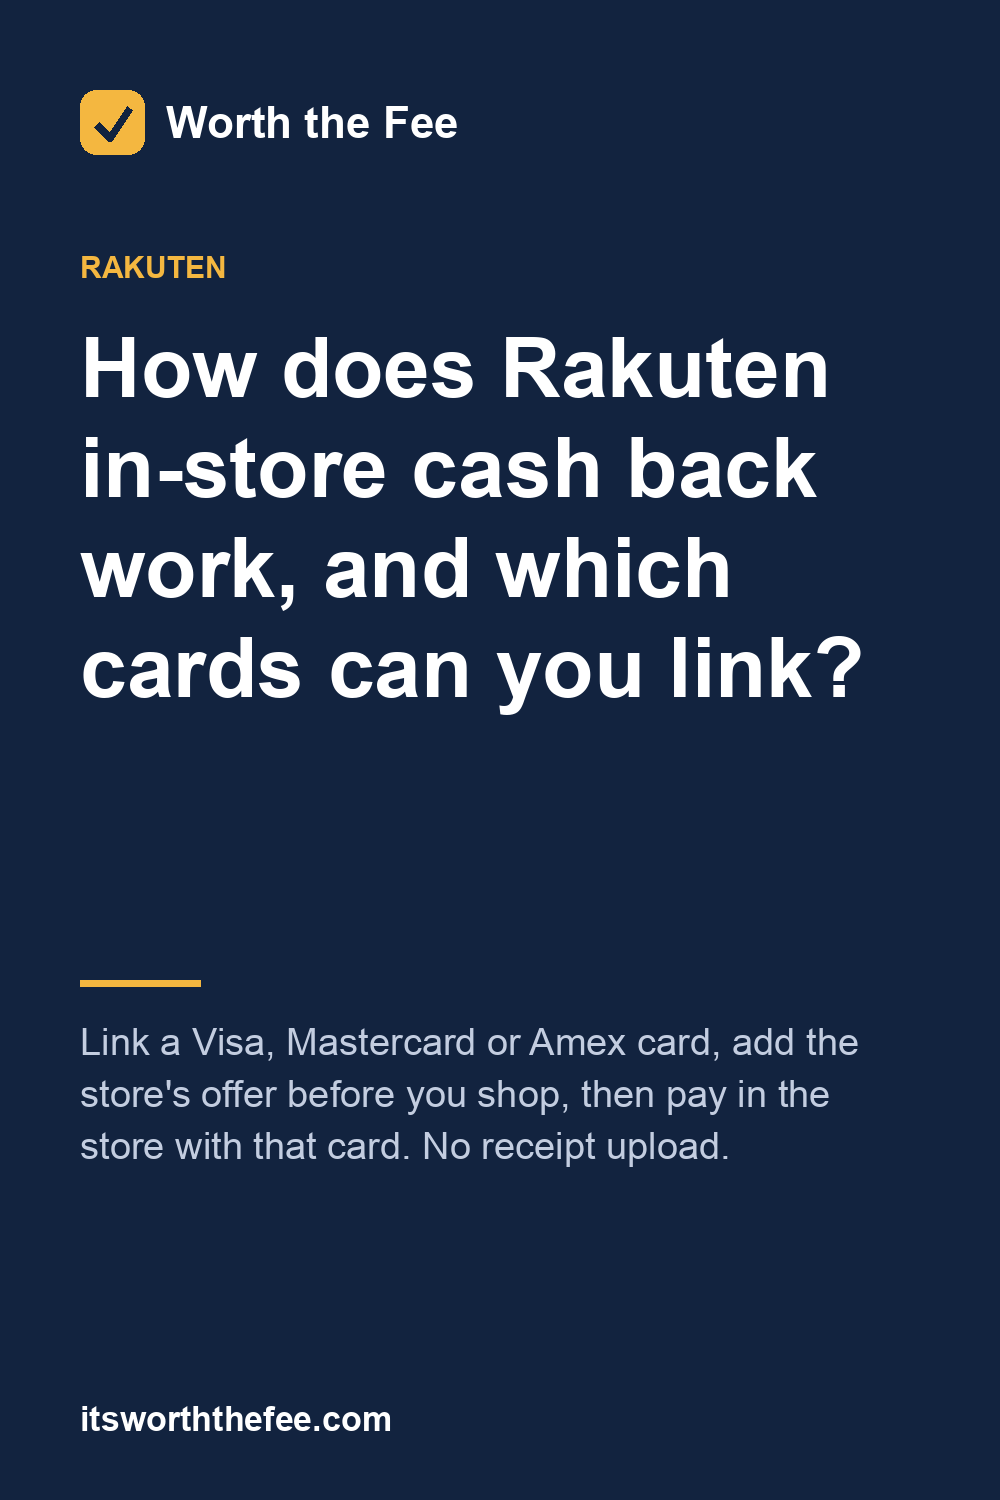 Worth the Fee
RAKUTEN
How does Rakuten
in-store cash back
work, and which
cards can you link?
Link a Visa, Mastercard or Amex card, add the
store's offer before you shop, then pay in the
store with that card. No receipt upload.
itsworththefee.com